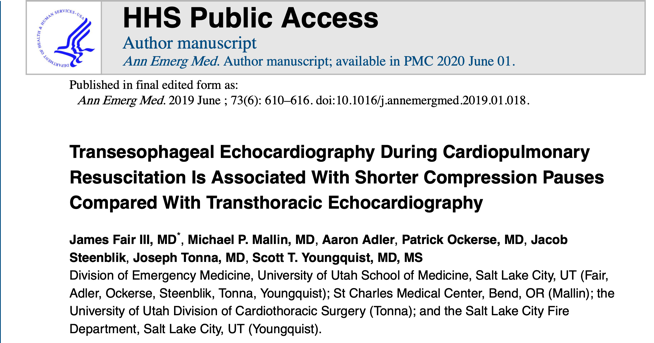 HHS Public Access
Author manuscript
Ann Emerg Med. Author manuscript; available in PMC 2020 June 01.
Published in final edited form as:
Ann Emerg Med. 2019 June ; 73(6): 610–616. doi:10.1016/j.annemergmed.2019.01.018.
Transesophageal Echocardiography During Cardiopulmonary
Resuscitation Is Associated With Shorter Compression Pauses
Compared With Transthoracic Echocardiography
James Fair III, MD*, Michael P. Mallin, MD, Aaron Adler, Patrick Ockerse, MD, Jacob
Steenblik, Joseph Tonna, MD, Scott T. Youngquist, MD, MS
Division of Emergency Medicine, University of Utah School of Medicine, Salt Lake City, UT (Fair,
Adler, Ockerse, Steenblik, Tonna, Youngquist); St Charles Medical Center, Bend, OR (Mallin); the
University of Utah Division of Cardiothoracic Surgery (Tonna); and the Salt Lake City Fire
Department, Salt Lake City, UT (Youngquist).